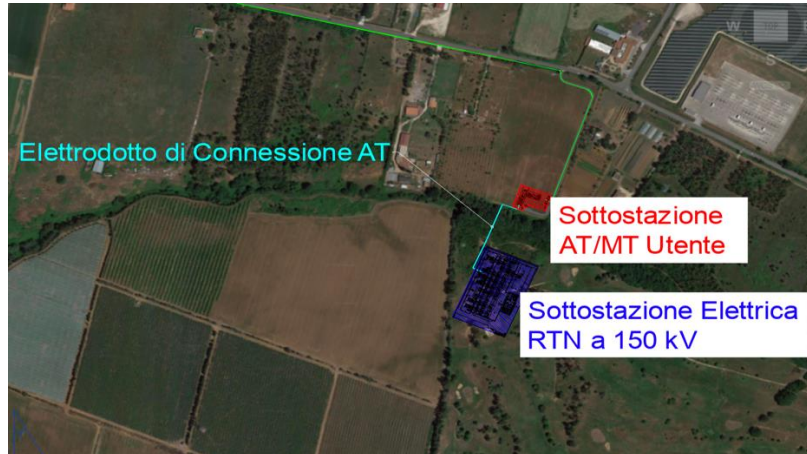 W
S
Elettrodotto di Connessione AT
Sottostazione
AT/MT Utente
Sottostazione Elettrica
RTN a 150 kV